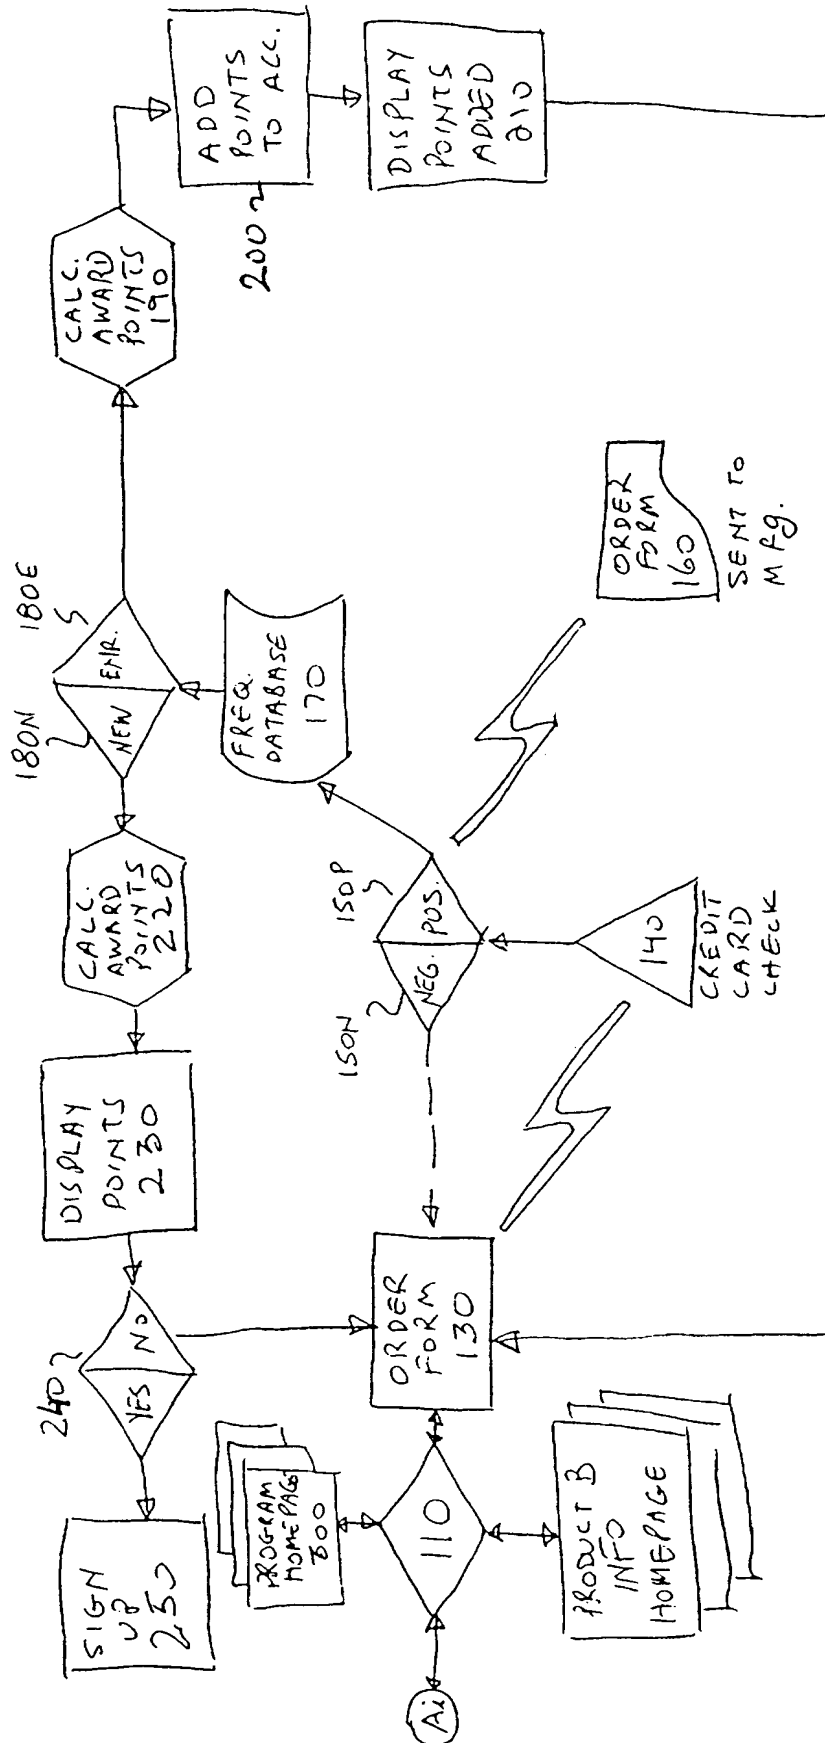 SIGN
UP
250
240
YES
NO
DISPLAY
POINTS
230
CALC.
AWARD
POINTS
220
180N
NEW
180E
ENR.
CALC.
AWARD
POINTS
190
ADD
POINTS
TO ACC.
200
DISPLAY
POINTS
ADDED
210
PROGRAM
HOMEPAGE
300
Ai
110
ORDER
FORM
130
150N
NEG.
150P
POS.
FREQ.
DATABASE
170
PRODUCT B
INFO
HOMEPAGE
140
CREDIT
CARD
CHECK
ORDER
FORM
160
SENT TO
MFG.